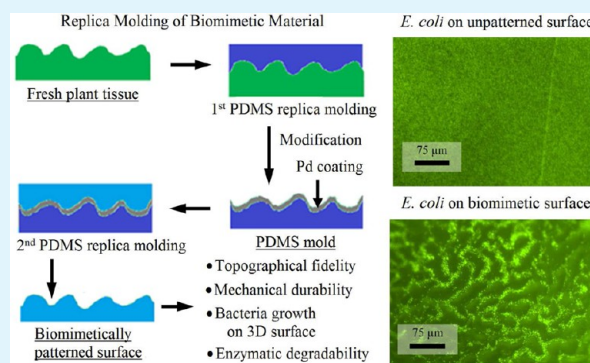 Replica Molding of Biomimetic Material
Fresh plant tissue
1st PDMS replica molding
Modification
Pd coating
2nd PDMS replica molding
PDMS mold
Biomimetically
patterned surface
• Topographical fidelity
• Mechanical durability
• Bacteria growth
on 3D surface
• Enzymatic degradability
E. coli on unpatterned surface
75 μm
E. coli on biomimetic surface
75 μm